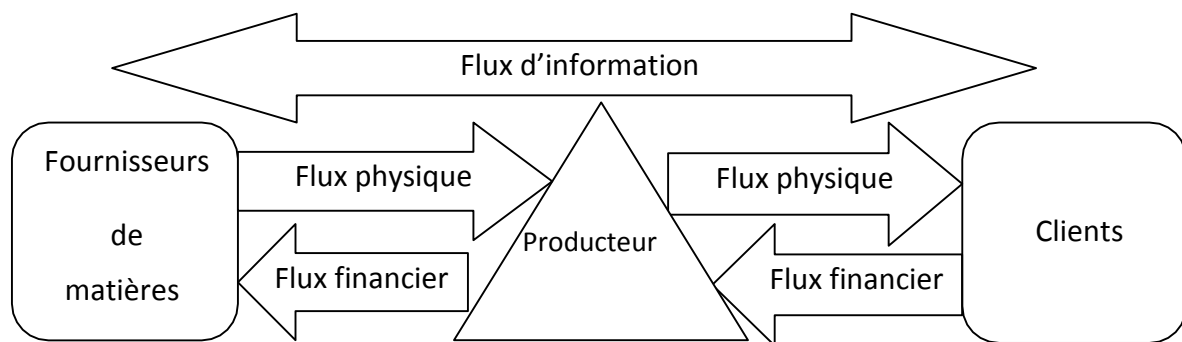 Flux d’information
Fournisseurs
de
matières
Flux physique
Flux financier
Producteur
Flux physique
Flux financier
Clients